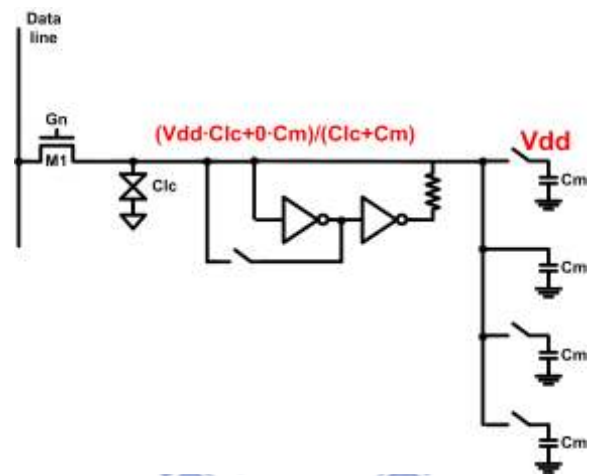 Data
line
Gn
M1
(Vdd·Clc+0·Cm)/(Clc+Cm)
Vdd
Clc
Cm
Cm
Cm
Cm